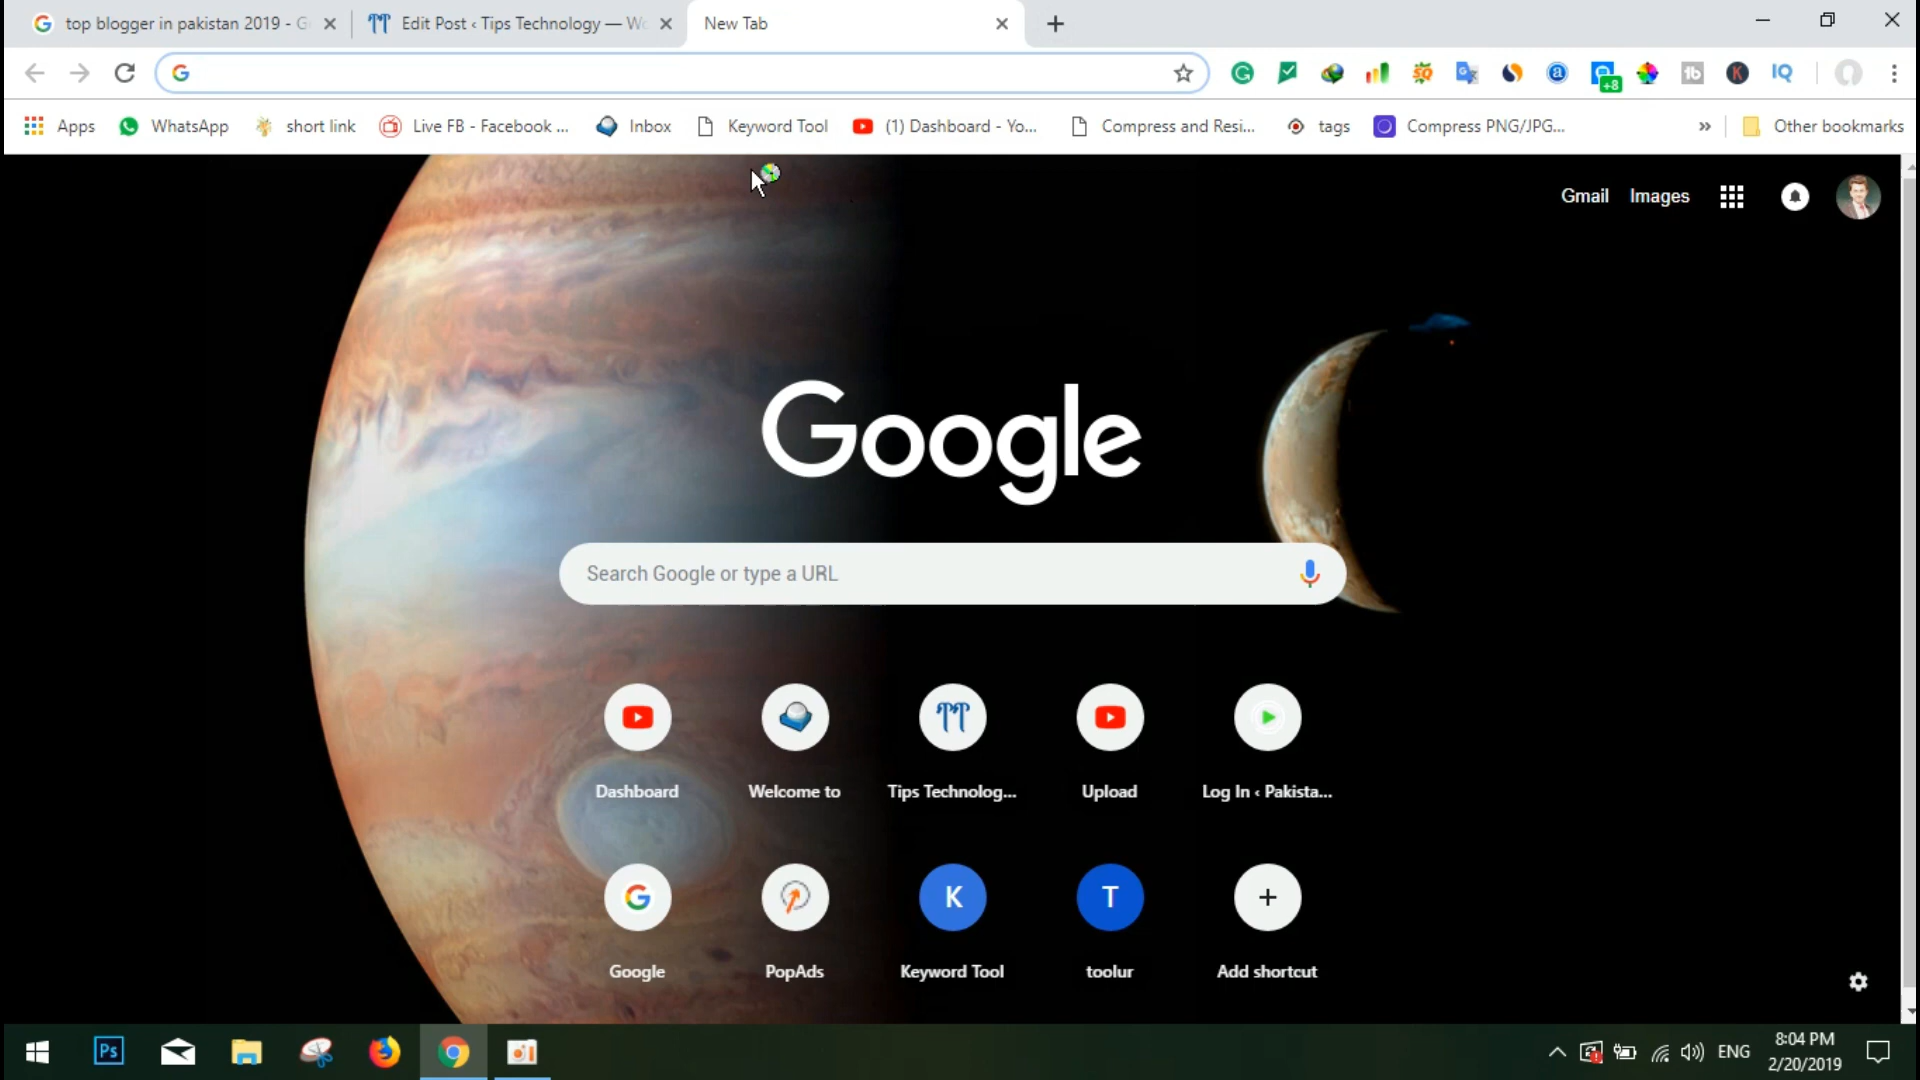 top blogger in pakistan 2019 - G
Edit Post ‹ Tips Technology — Wo
New Tab
+8
Apps
WhatsApp
short link
Live FB - Facebook ...
Inbox
Keyword Tool
(1) Dashboard - Yo...
Compress and Resi...
tags
Compress PNG/JPG...
»
Other bookmarks
Gmail
Images
Google
Search Google or type a URL
Dashboard
Welcome to
Tips Technolog...
Upload
Log In ‹ Pakista...
K
T
Google
PopAds
Keyword Tool
toolur
Add shortcut
Ps
ENG
8:04 PM
2/20/2019